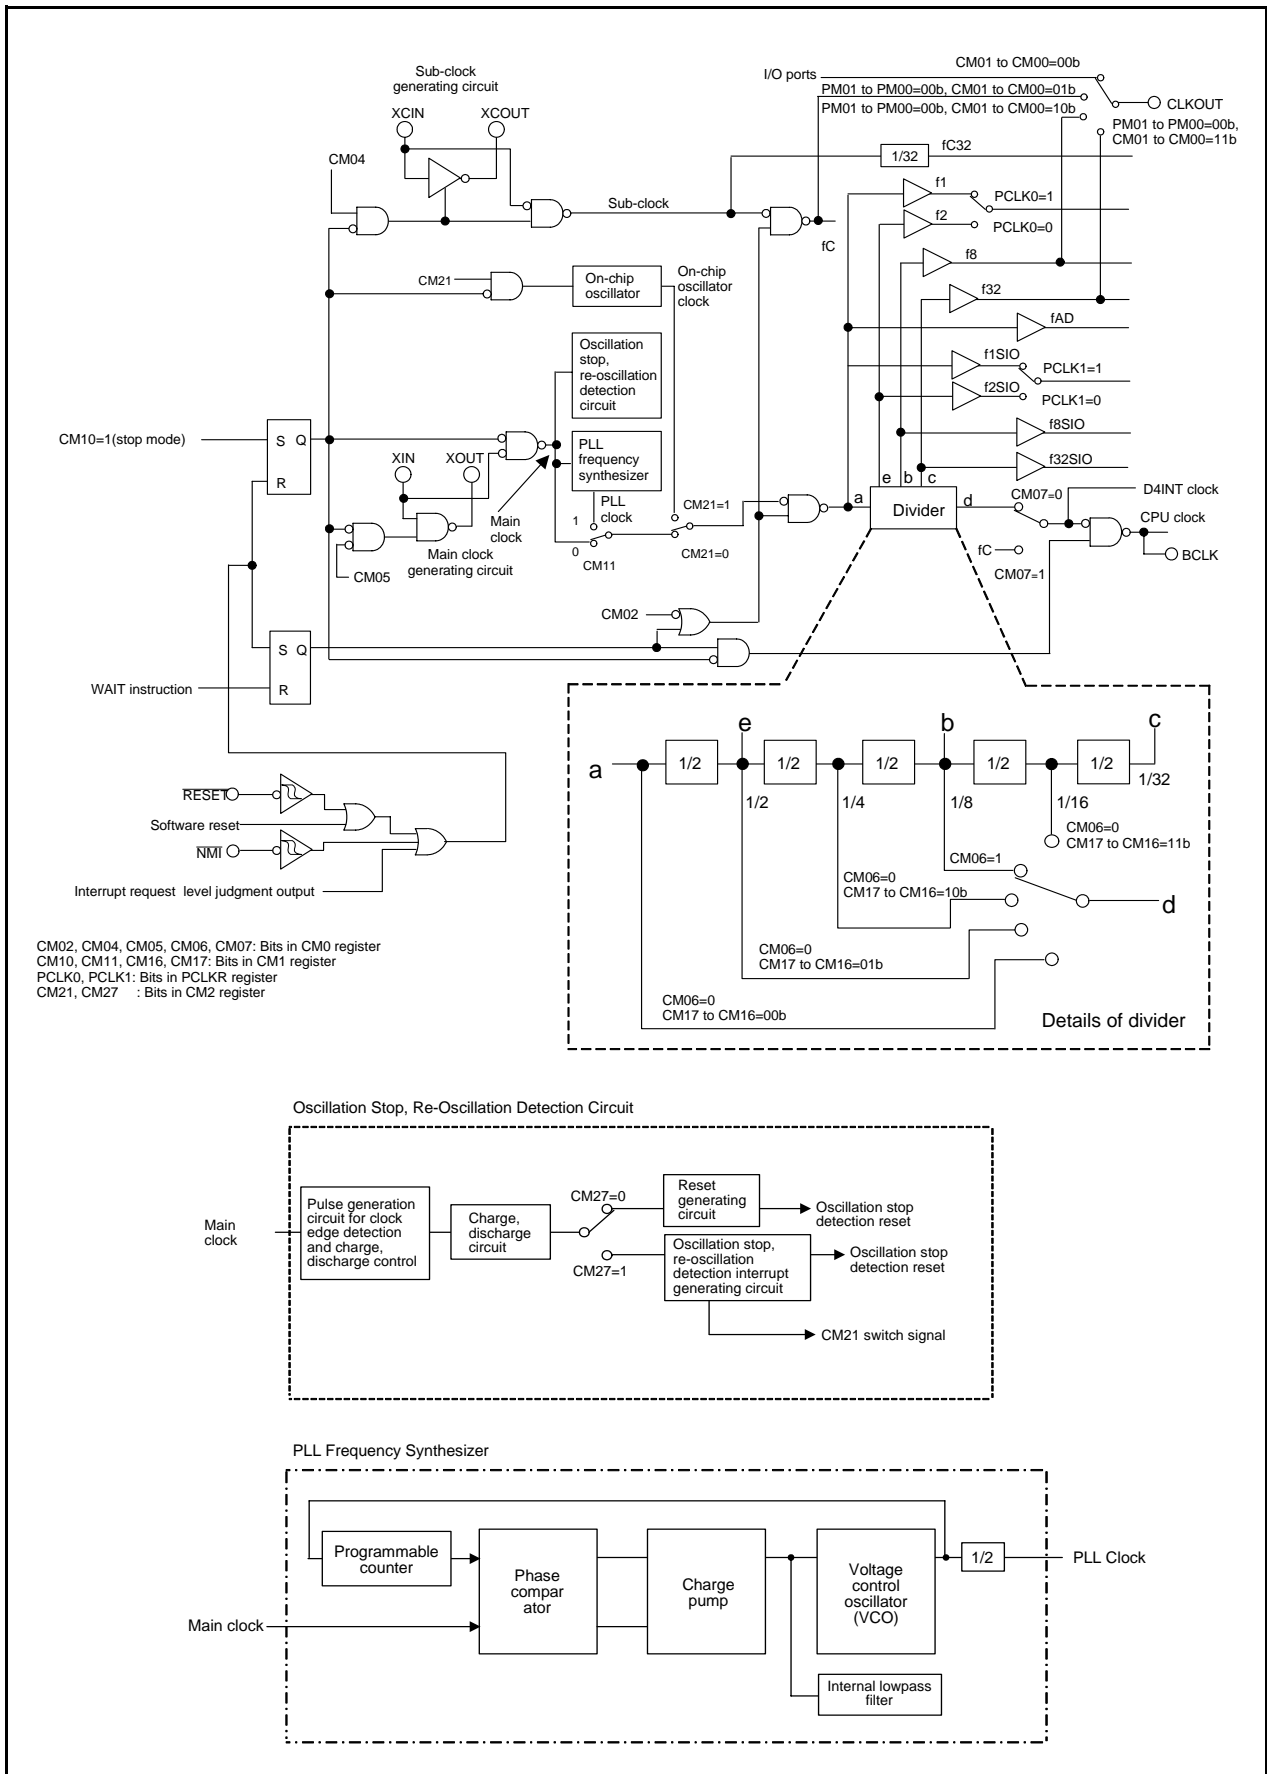 Sub-clock
generating circuit
XCIN
XCOUT
CM04
I/O ports
CM01 to CM00=00b
PM01 to PM00=00b, CM01 to CM00=01b
PM01 to PM00=00b, CM01 to CM00=10b
CLKOUT
PM01 to PM00=00b,
CM01 to CM00=11b
1/32
fC32
f1
PCLK0=1
f2
PCLK0=0
Sub-clock
fC
f8
CM21
On-chip
oscillator
On-chip
oscillator
clock
f32
fAD
Oscillation
stop,
re-oscillation
detection
circuit
f1SIO
PCLK1=1
f2SIO
PCLK1=0
f8SIO
f32SIO
CM10=1(stop mode)
S
Q
R
XIN
XOUT
PLL
frequency
synthesizer
Main
clock
PLL
clock
1
0
CM11
CM21=1
CM21=0
Main clock
generating circuit
CM05
e
b
c
a
Divider
d
CM07=0
D4INT clock
CPU clock
BCLK
fC
CM07=1
CM02
S
Q
R
WAIT instruction
a
1/2
e
1/2
1/2
b
1/2
1/2
c
1/2
1/4
1/8
1/16
1/32
CM06=0
CM17 to CM16=11b
CM06=1
CM06=0
CM17 to CM16=10b
d
CM06=0
CM17 to CM16=01b
CM06=0
CM17 to CM16=00b
Details of divider
RESET
Software reset
NMI
Interrupt request level judgment output
CM02, CM04, CM05, CM06, CM07: Bits in CM0 register
CM10, CM11, CM16, CM17: Bits in CM1 register
PCLK0, PCLK1: Bits in PCLKR register
CM21, CM27 : Bits in CM2 register
Oscillation Stop, Re-Oscillation Detection Circuit
Main
clock
Pulse generation
circuit for clock
edge detection
and charge,
discharge control
Charge,
discharge
circuit
CM27=0
CM27=1
Reset
generating
circuit
Oscillation stop
detection reset
Oscillation stop,
re-oscillation
detection interrupt
generating circuit
Oscillation stop
detection reset
CM21 switch signal
PLL Frequency Synthesizer
Programmable
counter
Main clock
Phase
compar
ator
Charge
pump
Voltage
control
oscillator
(VCO)
1/2
PLL Clock
Internal lowpass
filter